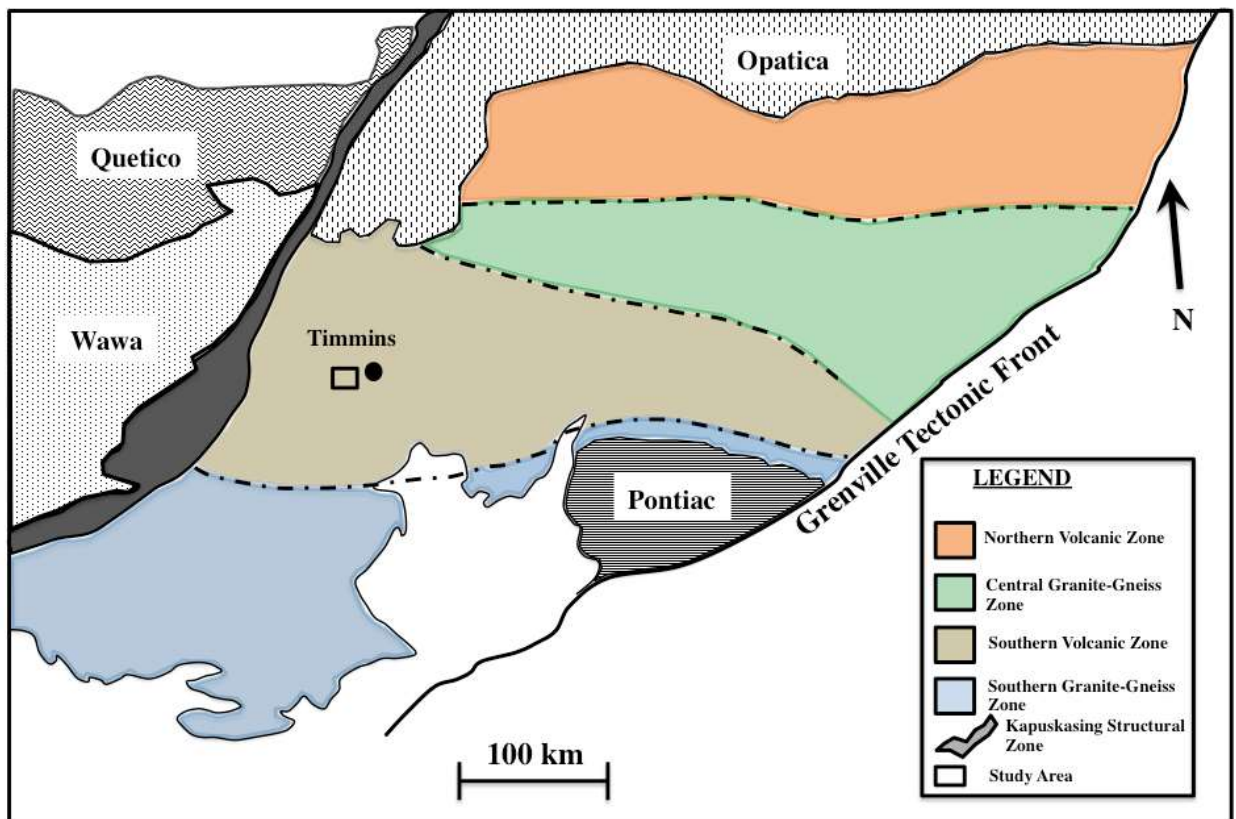 Opatica
Quetico
Wawa
Timmins
N
Pontiac
Grenville Tectonic Front
100 km
LEGEND
Northern Volcanic Zone
Central Granite-Gneiss
Zone
Southern Volcanic Zone
Southern Granite-Gneiss
Zone
Kapuskasing Structural
Zone
Study Area